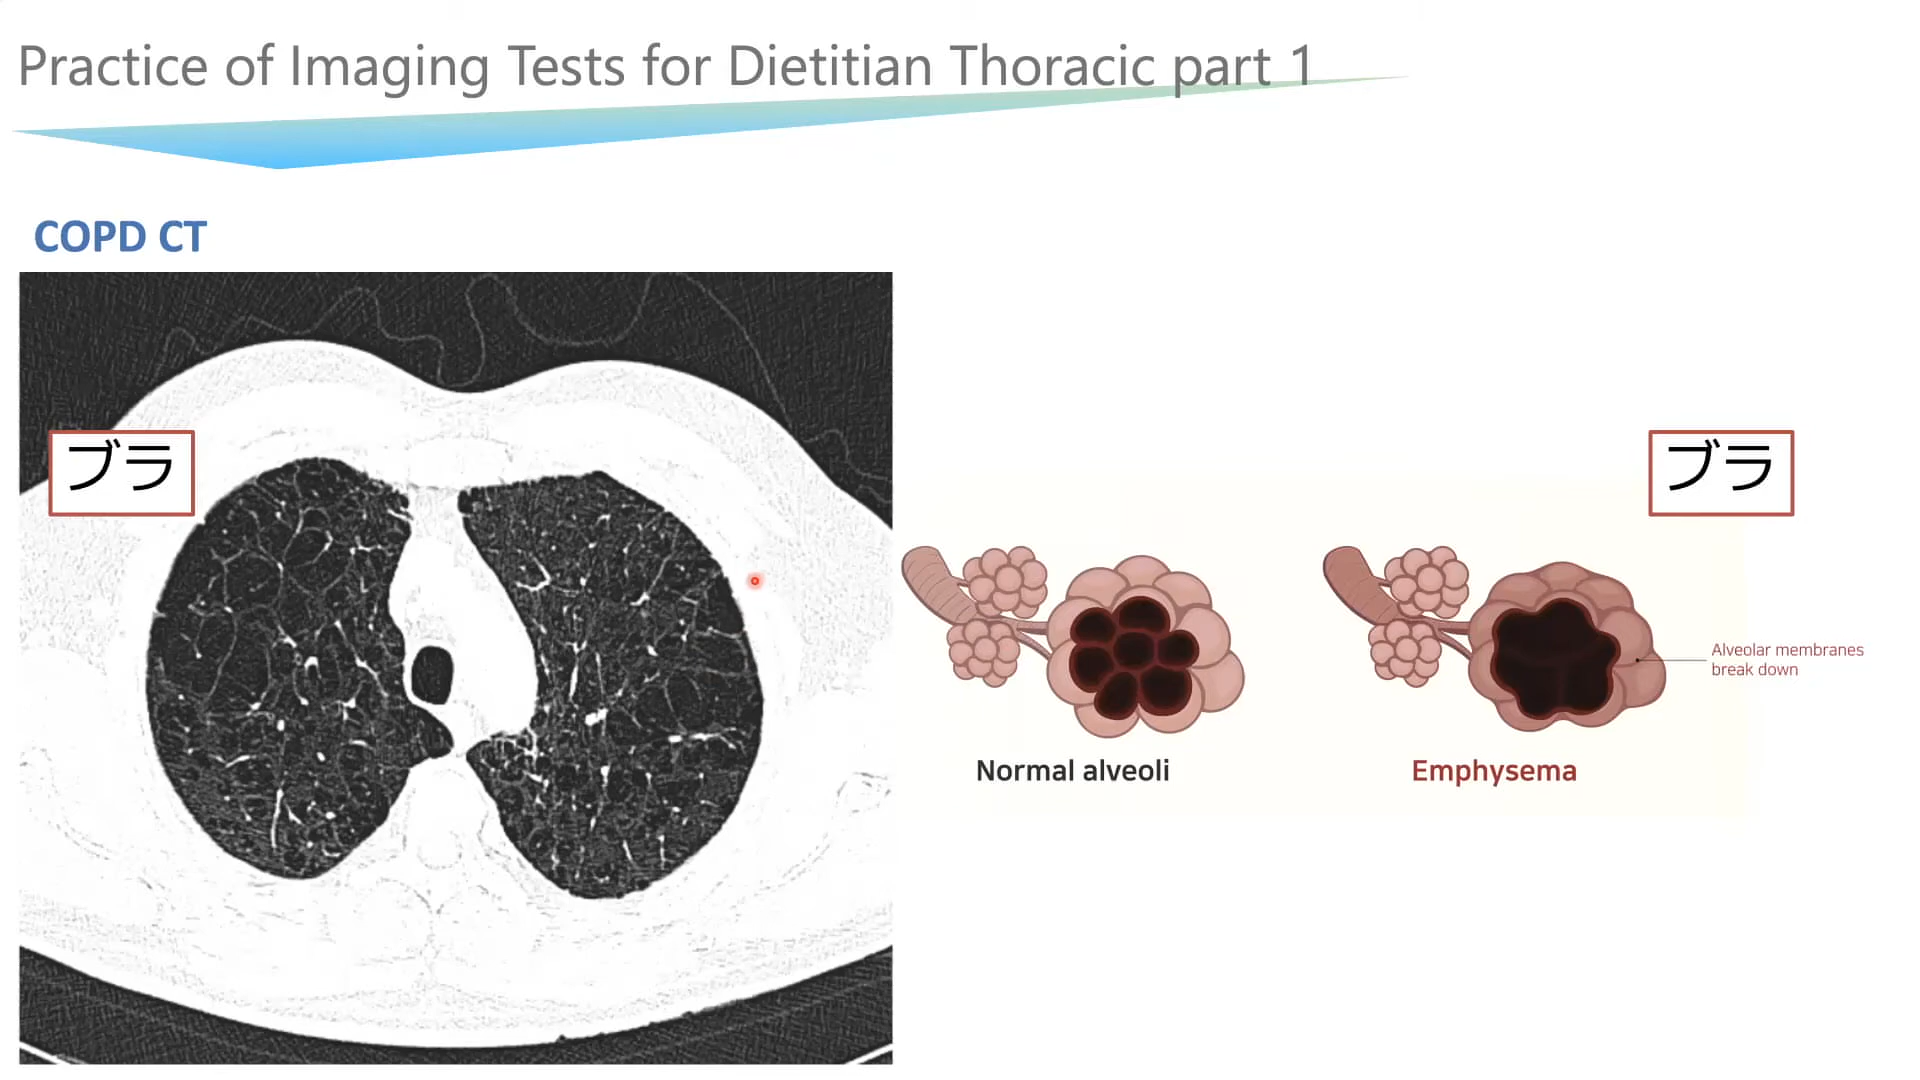 Practice of Imaging Tests for Dietitian Thoracic part 1
COPD CT
ブラ
ブラ
Alveolar membranes
break down
Normal alveoli
Emphysema